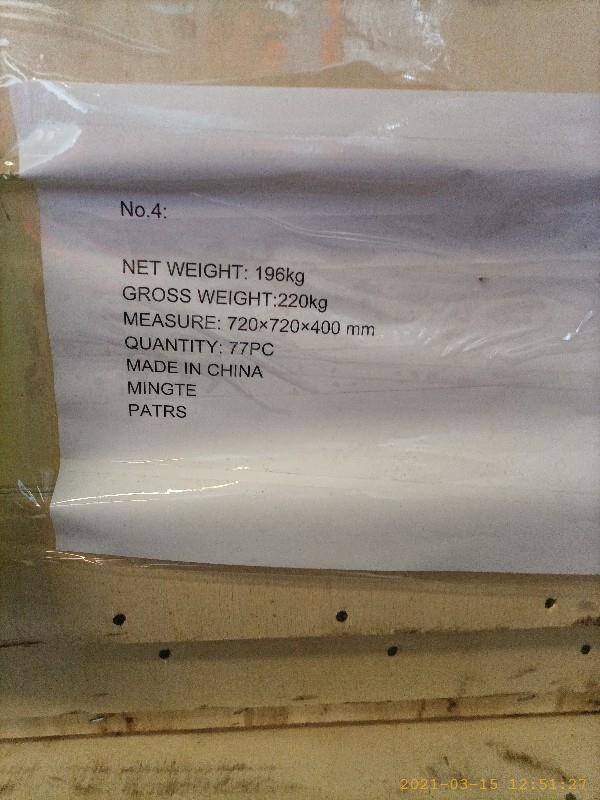 No.4:
NET WEIGHT: 196kg
GROSS WEIGHT:220kg
MEASURE: 720×720×400 mm
QUANTITY: 77PC
MADE IN CHINA
MINGTE
PATRS
2021-03-15 12:51:27